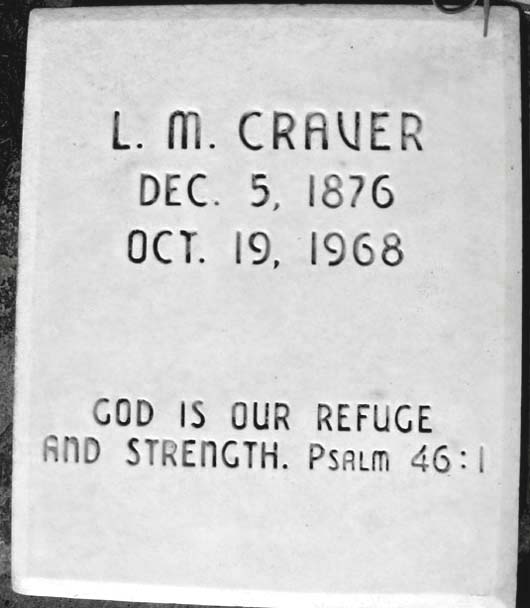 L. M. CRAVER
DEC. 5, 1876
OCT. 19, 1968
GOD IS OUR REFUGE
AND STRENGTH. PSALM 46:1